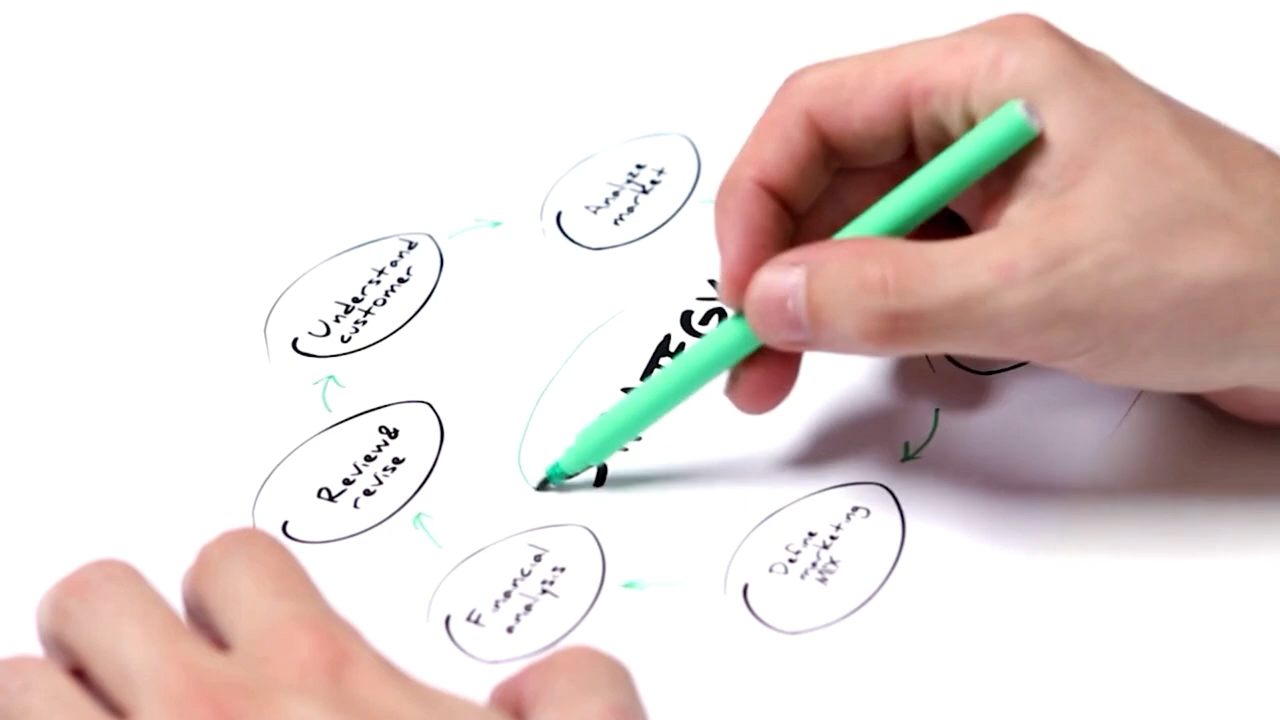 Analyze
market
Understand
customer
Review &
revise
Financial
analysis
Define
marketing
MIX